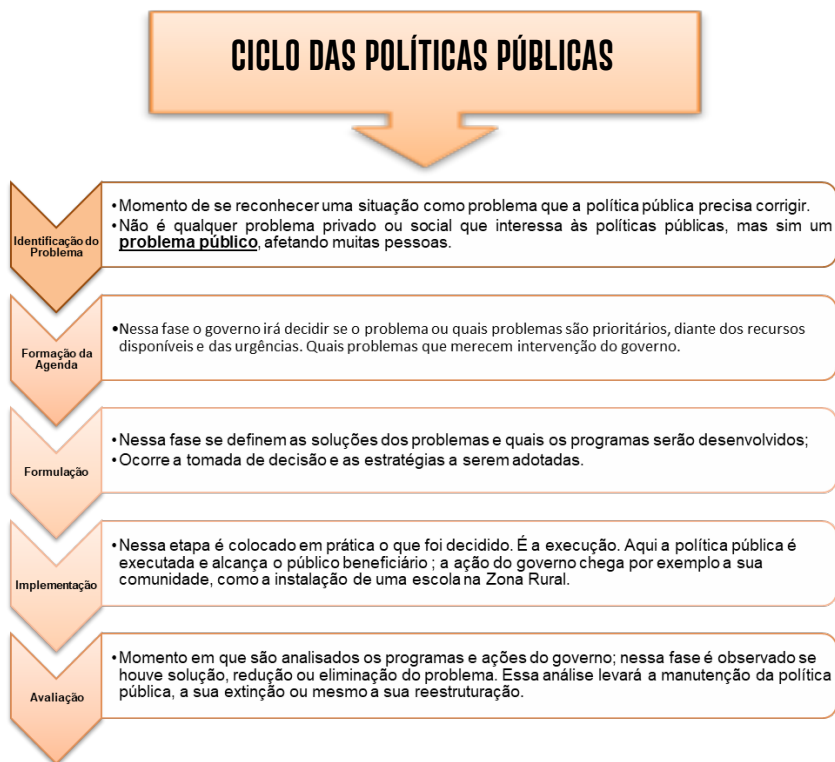 CICLO DAS POLÍTICAS PÚBLICAS
Identificação do
Problema
•Momento de se reconhecer uma situação como problema que a política pública precisa corrigir.
•Não é qualquer problema privado ou social que interessa às políticas públicas, mas sim um
problema público, afetando muitas pessoas.
Formação da
Agenda
•Nessa fase o governo irá decidir se o problema ou quais problemas são prioritários, diante dos recursos
disponíveis e das urgências. Quais problemas que merecem intervenção do governo.
Formulação
•Nessa fase se definem as soluções dos problemas e quais os programas serão desenvolvidos;
•Ocorre a tomada de decisão e as estratégias a serem adotadas.
Implementação
•Nessa etapa é colocado em prática o que foi decidido. É a execução. Aqui a política pública é
executada e alcança o público beneficiário ; a ação do governo chega por exemplo a sua
comunidade, como a instalação de uma escola na Zona Rural.
Avaliação
•Momento em que são analisados os programas e ações do governo; nessa fase é observado se
houve solução, redução ou eliminação do problema. Essa análise levará a manutenção da política
pública, a sua extinção ou mesmo a sua reestruturação.